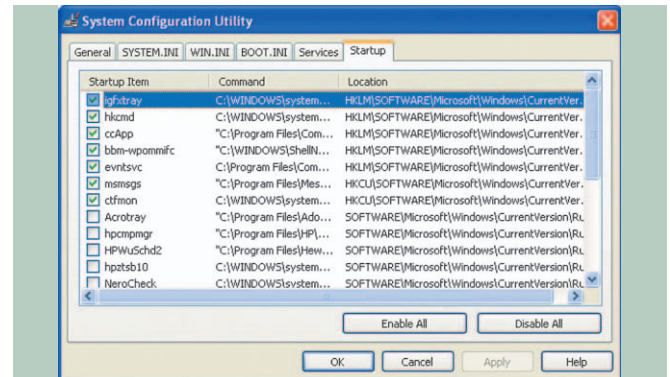 System Configuration Utility
General SYSTEM.INI WIN.INI BOOT.INI Services Startup
Startup Item Command Location
igfxtray C:\WINDOWS\system... HKLM\SOFTWARE\Microsoft\Windows\CurrentVer.
hkcmd C:\WINDOWS\system... HKLM\SOFTWARE\Microsoft\Windows\CurrentVer.
ccApp "C:\Program Files\Com... HKLM\SOFTWARE\Microsoft\Windows\CurrentVer.
bbm-wpommifc "C:\WINDOWS\ShellN... HKLM\SOFTWARE\Microsoft\Windows\CurrentVer.
evntsvc C:\Program Files\Com... HKLM\SOFTWARE\Microsoft\Windows\CurrentVer.
msmsgs "C:\Program Files\Mes... HKCU\SOFTWARE\Microsoft\Windows\CurrentVer.
ctfmon C:\WINDOWS\system... HKCU\SOFTWARE\Microsoft\Windows\CurrentVer.
Acrotray "C:\Program Files\Ado... SOFTWARE\Microsoft\Windows\CurrentVersion\Ru
hpcmpmgr "C:\Program Files\HP\... SOFTWARE\Microsoft\Windows\CurrentVersion\Ru
HPWuSchd2 "C:\Program Files\Hew... SOFTWARE\Microsoft\Windows\CurrentVersion\Ru
hpztsb10 C:\WINDOWS\system... SOFTWARE\Microsoft\Windows\CurrentVersion\Ru
NeroCheck C:\WINDOWS\system... SOFTWARE\Microsoft\Windows\CurrentVersion\Ru
Enable All Disable All
OK Cancel Apply Help